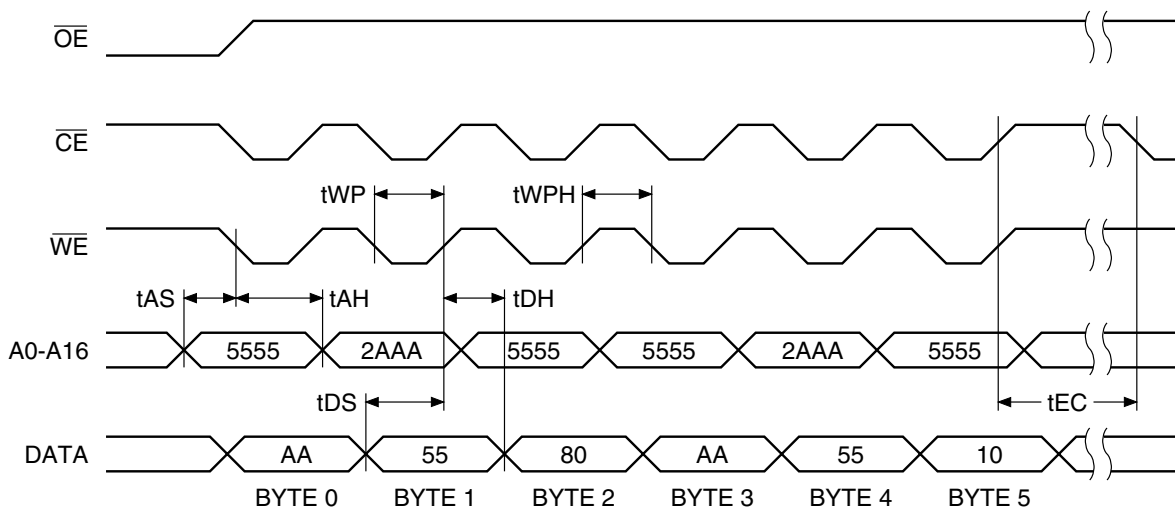 OE
CE
tWP
tWPH
WE
tAS
tAH
tDH
A0-A16
5555
2AAA
5555
5555
2AAA
5555
tDS
tEC
DATA
AA
55
80
AA
55
10
BYTE 0
BYTE 1
BYTE 2
BYTE 3
BYTE 4
BYTE 5